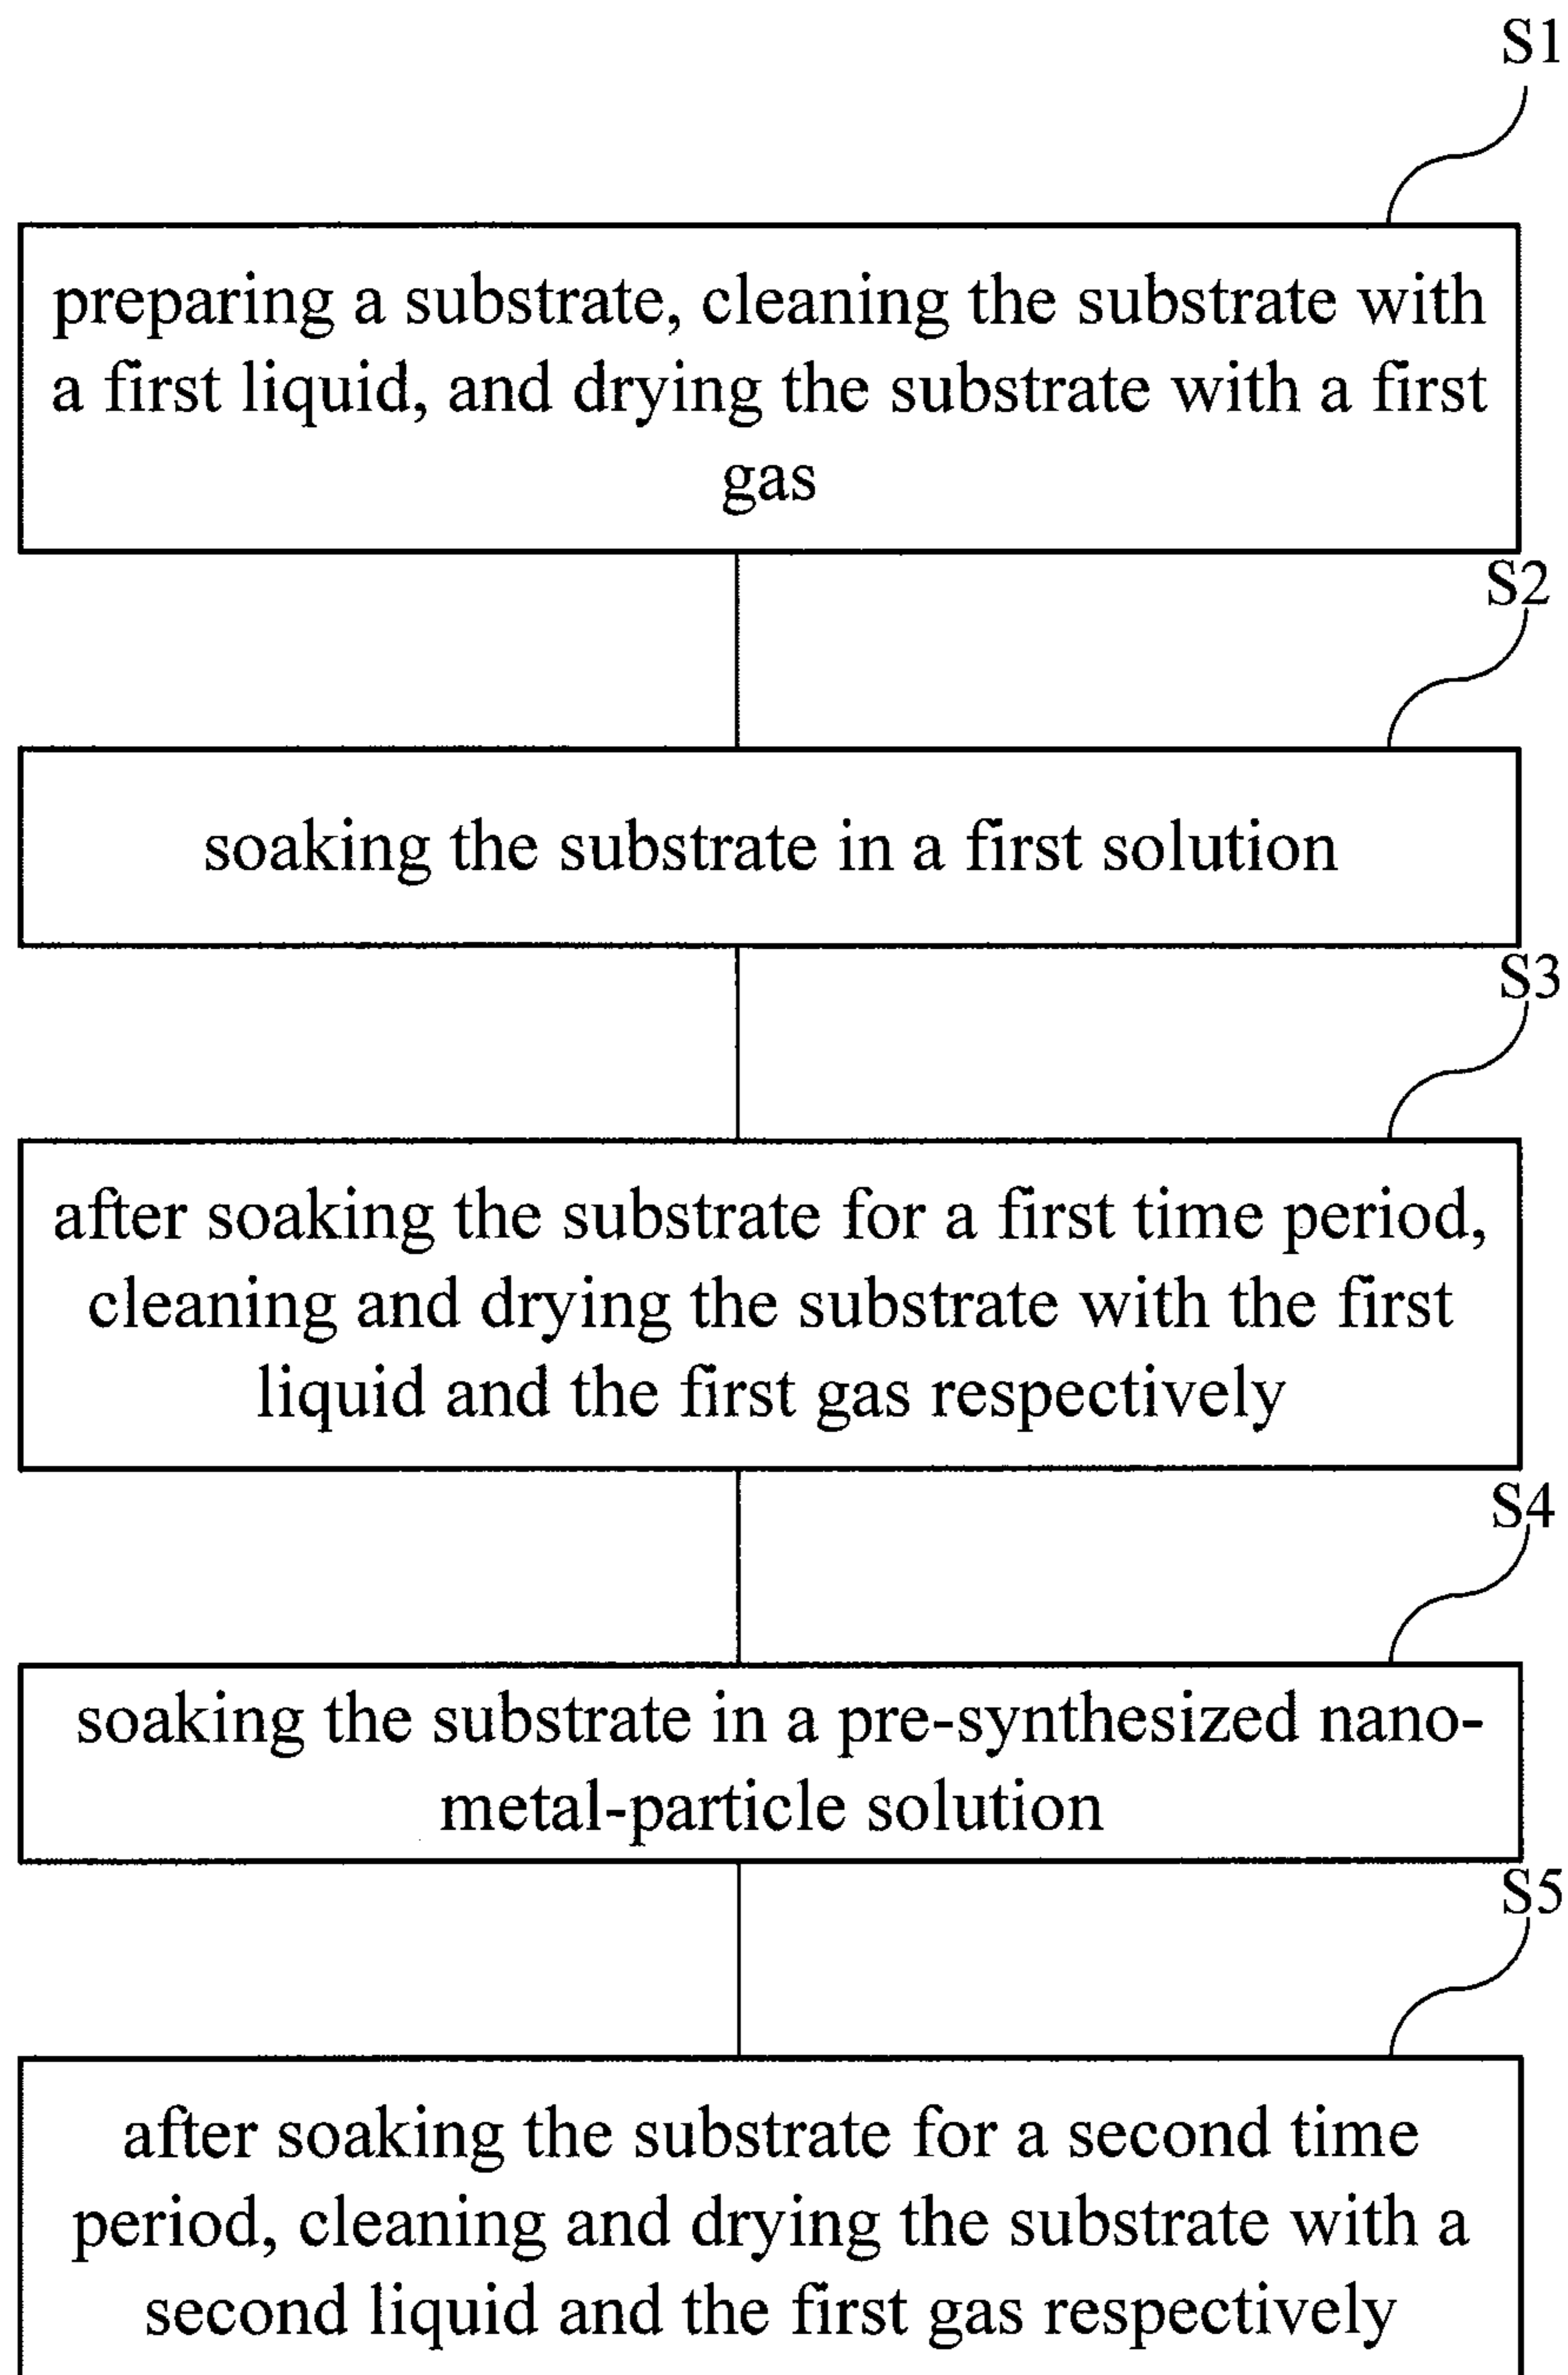 S1
preparing a substrate, cleaning the substrate with
a first liquid, and drying the substrate with a first
gas
S2
soaking the substrate in a first solution
S3
after soaking the substrate for a first time period,
cleaning and drying the substrate with the first
liquid and the first gas respectively
S4
soaking the substrate in a pre-synthesized nano-
metal-particle solution
S5
after soaking the substrate for a second time
period, cleaning and drying the substrate with a
second liquid and the first gas respectively